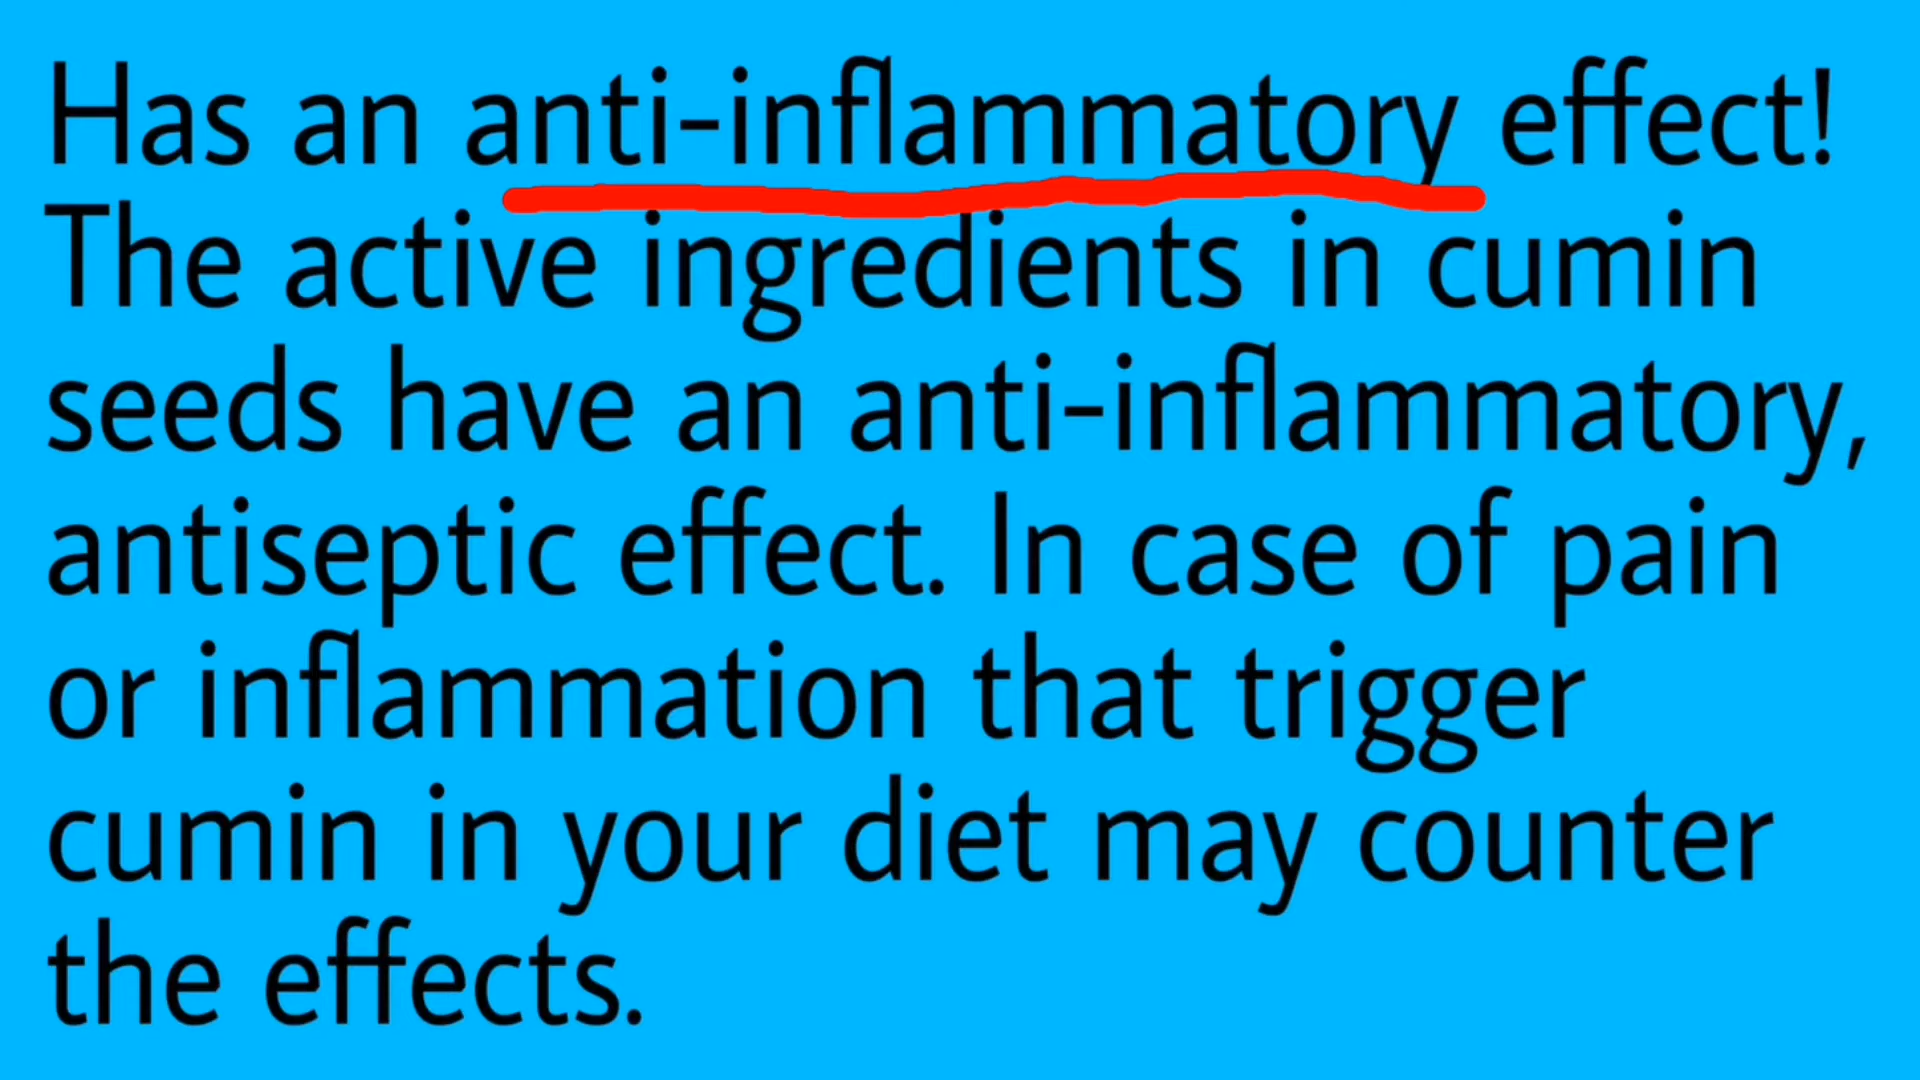 Has an anti-inflammatory effect!
The active ingredients in cumin
seeds have an anti-inflammatory,
antiseptic effect. In case of pain
or inflammation that trigger
cumin in your diet may counter
the effects.